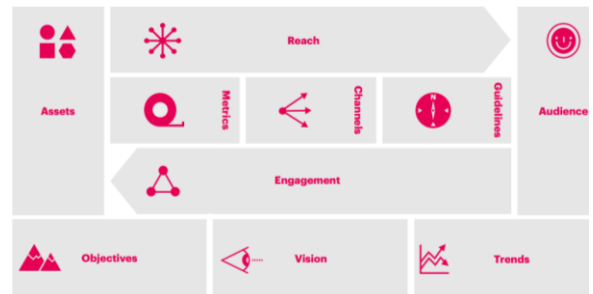 Reach
Assets
Metrics
Channels
N
Guidelines
Audience
Engagement
Objectives
Vision
Trends